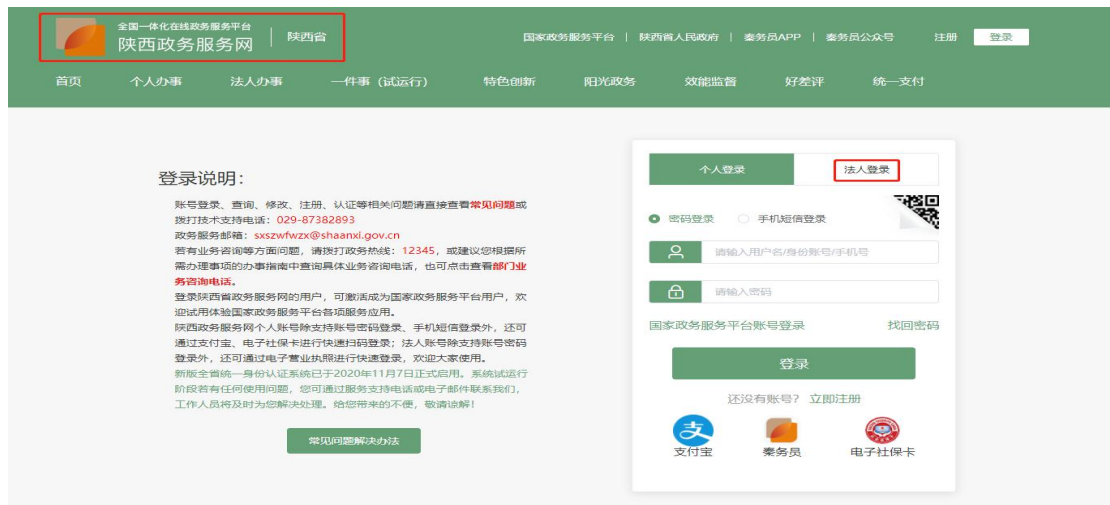 全国一体化在线政务服务平台
陕西政务服务网
陕西省
国家政务服务平台 | 陕西省人民政府 | 秦务员APP | 秦务员公众号 注册 登录
首页 个人办事 法人办事 一件事（试运行） 特色创新 阳光政务 效能监督 好差评 统一支付
登录说明：
账号登录、查询、修改、注册、认证等相关问题请直接查看常见问题或
拨打技术支持电话：029-87382893
政务服务邮箱：sxszwfwzx@shaanxi.gov.cn
若有业务咨询等方面问题，请拨打政务热线：12345，或建议您根据所
需办理事项的办事指南中查询具体业务咨询电话，也可点击查看部门业
务咨询电话。
登录陕西省政务服务网的用户，可激活成为国家政务服务平台用户，欢
迎试用体验国家政务服务平台各项服务应用。
陕西政务服务网个人账号除支持账号密码登录、手机短信登录外，还可
通过支付宝、电子社保卡进行快速扫码登录；法人账号除支持账号密码
登录外，还可通过电子营业执照进行快速登录，欢迎大家使用。
新版全省统一身份认证系统已于2020年11月7日正式启用。系统试运行
阶段若有任何使用问题，您可通过服务支持电话或电子邮件联系我们，
工作人员将及时为您解决处理。给您带来的不便，敬请谅解！
常见问题解决办法
个人登录 法人登录
密码登录 手机短信登录
请输入用户名/身份账号/手机号
请输入密码
国家政务服务平台账号登录 找回密码
登录
还没有账号？ 立即注册
支付宝 秦务员 电子社保卡